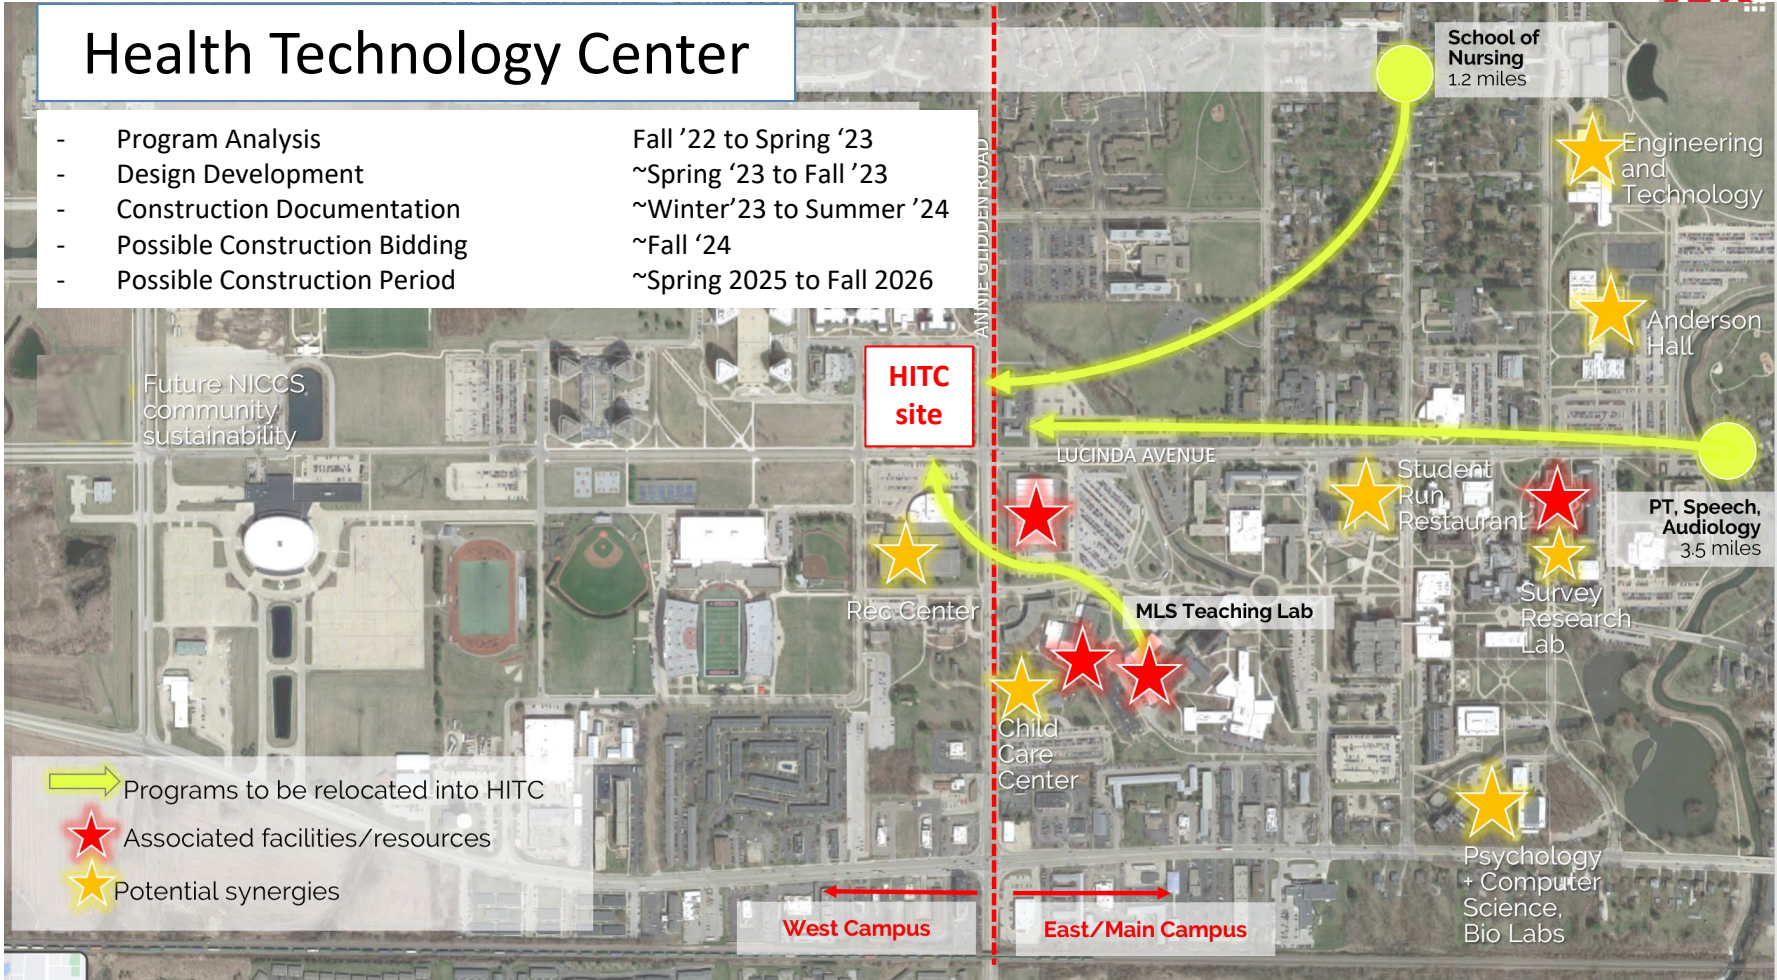 Health Technology Center
- Program Analysis Fall ’22 to Spring ‘23
- Design Development ~Spring ‘23 to Fall ’23
- Construction Documentation ~Winter’23 to Summer ’24
- Possible Construction Bidding ~Fall ‘24
- Possible Construction Period ~Spring 2025 to Fall 2026
School of
Nursing
1.2 miles
Engineering
and
Technology
ANNIE GLIDDEN ROAD
Anderson
Hall
HITC
site
Future NICCS
community
sustainability
LUCINDA AVENUE
Student
Run
Restaurant
PT, Speech,
Audiology
3.5 miles
Rec Center
MLS Teaching Lab
Survey
Research
Lab
Child
Care
Center
Programs to be relocated into HITC
Associated facilities/resources
Potential synergies
Psychology
+ Computer
Science,
Bio Labs
West Campus
East/Main Campus